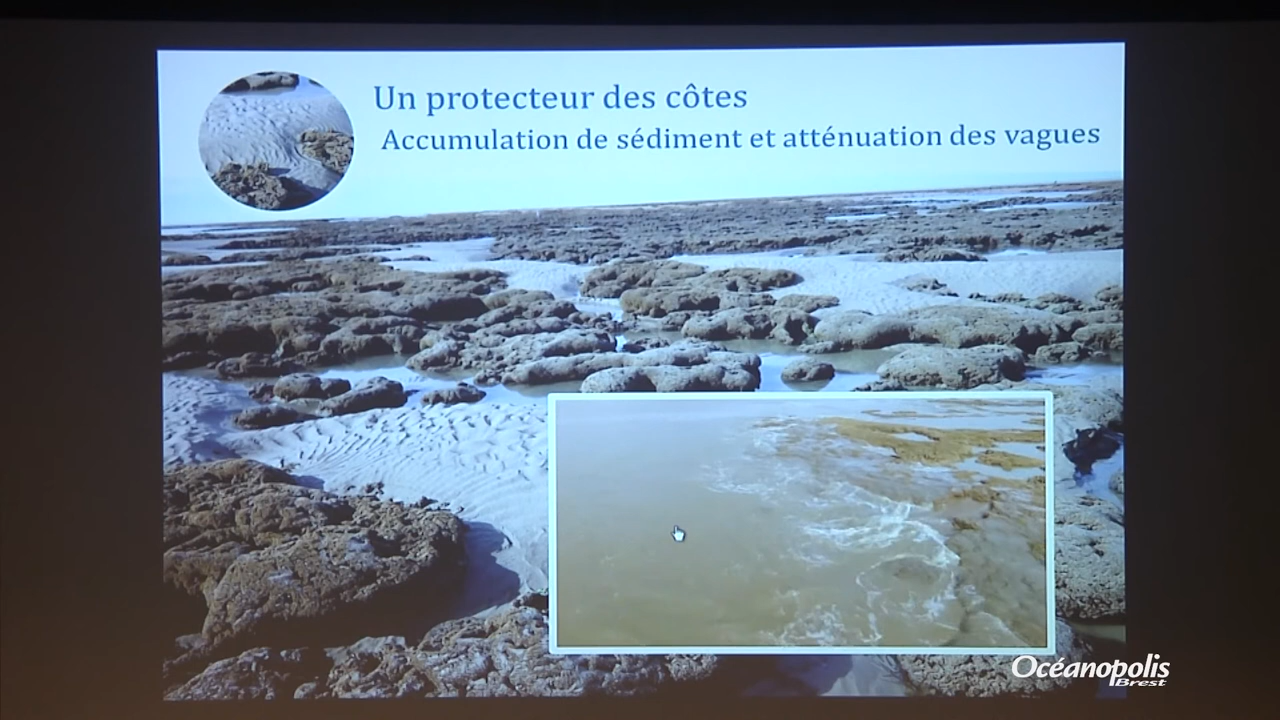 Un protecteur des côtes
Accumulation de sédiment et atténuation des vagues
Océanopolis
Brest